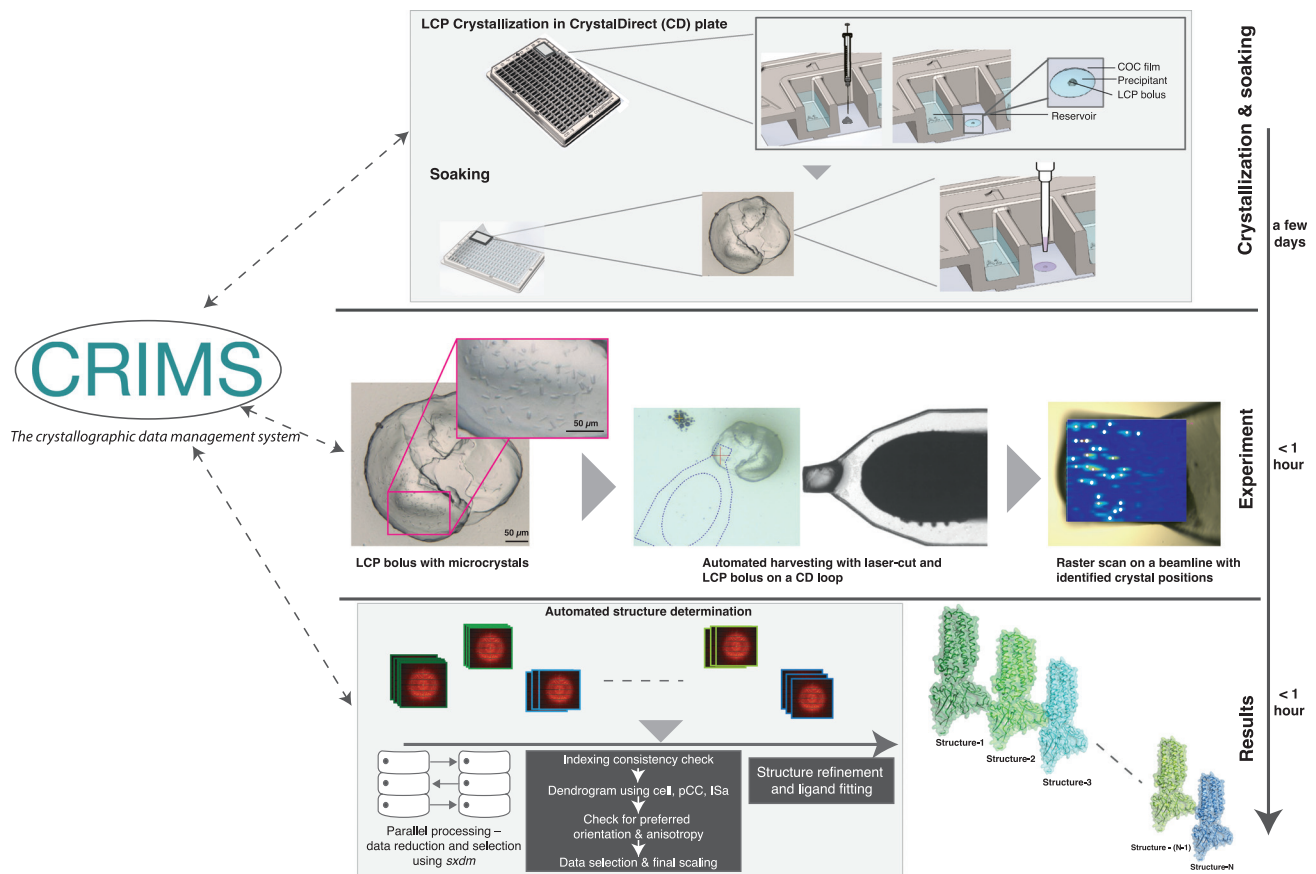 LCP Crystallization in CrystalDirect (CD) plate
COC film
Precipitant
LCP bolus
Reservoir
Soaking
Crystallization & soaking
a few
days
CRIMS
The crystallographic data management system
50 µm
50 µm
LCP bolus with microcrystals
Automated harvesting with laser-cut and
LCP bolus on a CD loop
Raster scan on a beamline with
identified crystal positions
Experiment
< 1
hour
Automated structure determination
Parallel processing –
data reduction and selection
using sxdm
Indexing consistency check
Dendrogram using cell, pCC, ISa
Check for preferred
orientation & anisotropy
Data selection & final scaling
Structure refinement
and ligand fitting
Structure-1
Structure-2
Structure-3
Structure - (N-1)
Structure-N
Results
< 1
hour